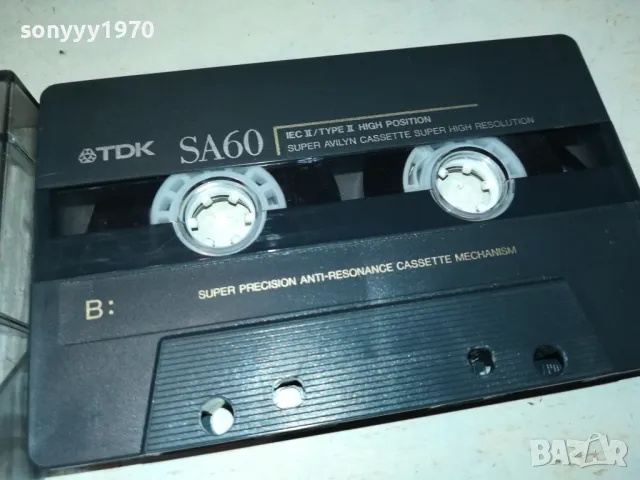 sonyyy1970
TDK SA60 IEC II/TYPE II HIGH POSITION
SUPER AVILYN CASSETTE SUPER HIGH RESOLUTION
SUPER PRECISION ANTI-RESONANCE CASSETTE MECHANISM
B:
BAZAR